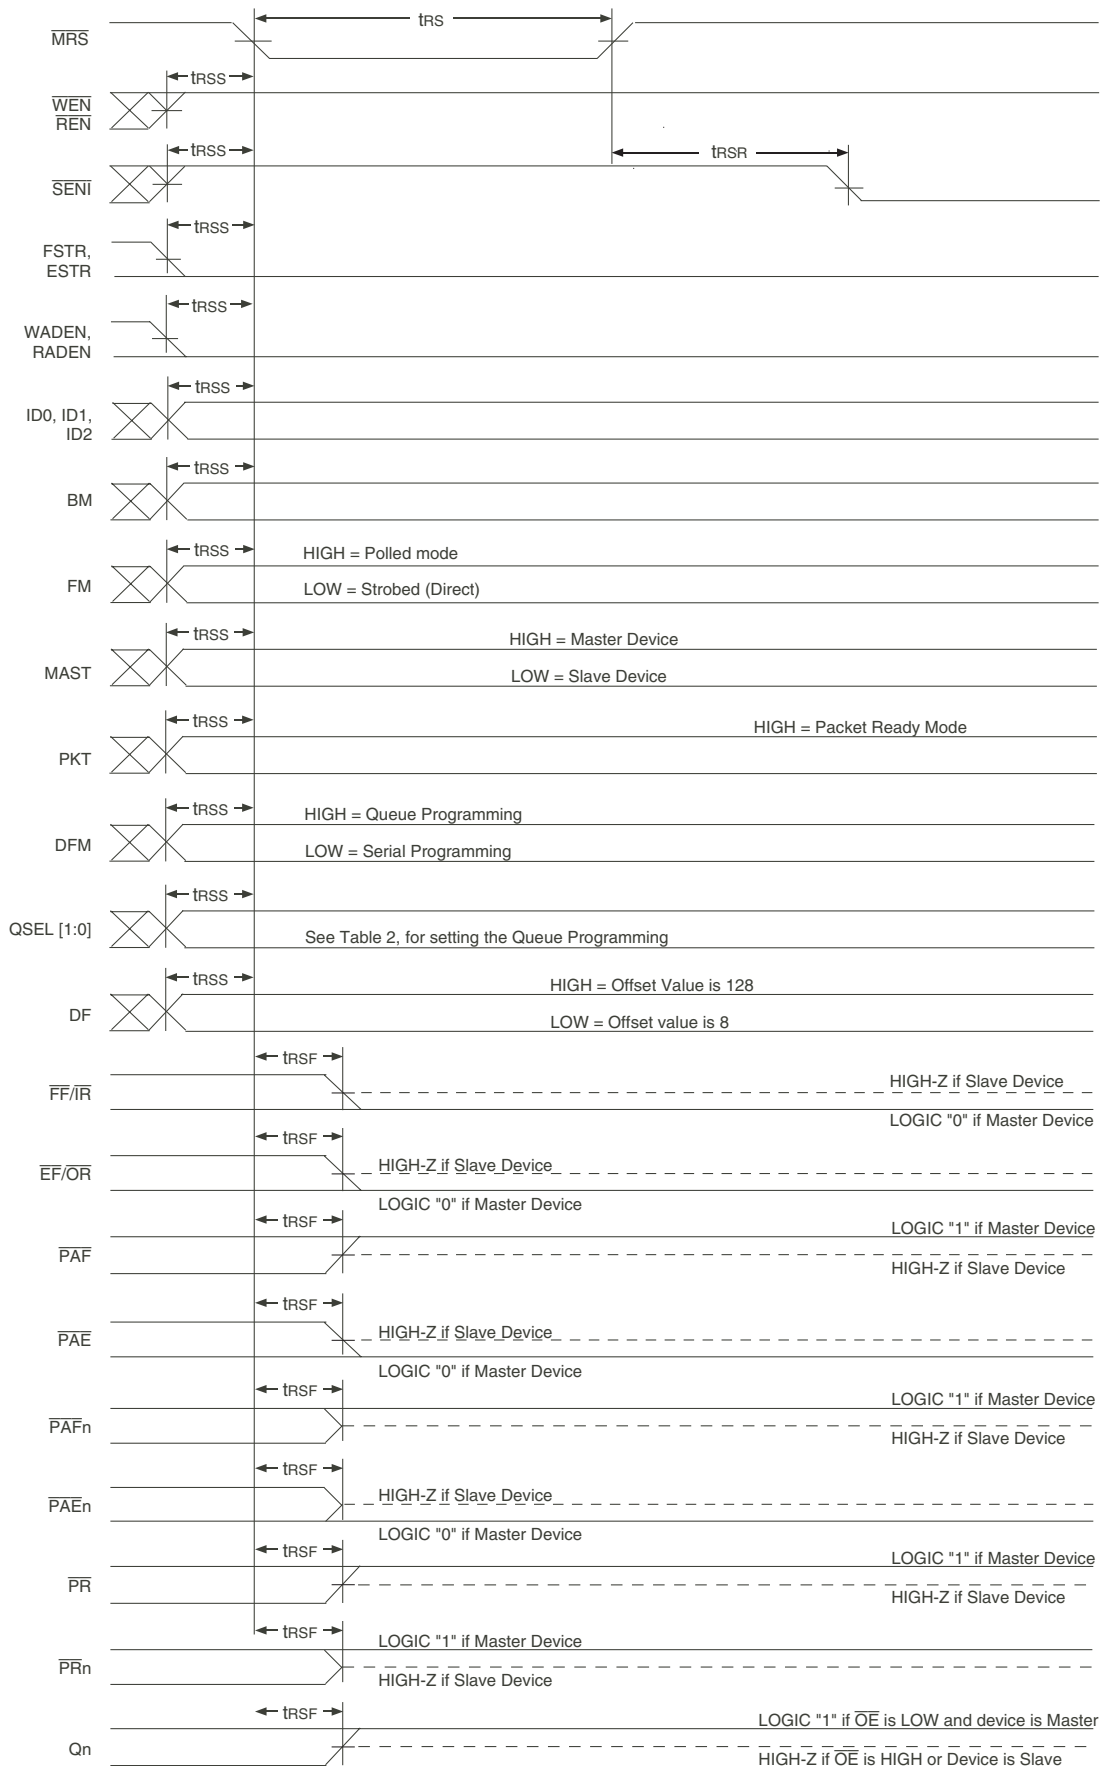 tRS
MRS
tRSS
WEN
REN
tRSS
tRSR
SENI
tRSS
FSTR,
ESTR
tRSS
WADEN,
RADEN
tRSS
ID0, ID1,
ID2
tRSS
BM
tRSS
HIGH = Polled mode
FM
LOW = Strobed (Direct)
tRSS
HIGH = Master Device
MAST
LOW = Slave Device
tRSS
HIGH = Packet Ready Mode
PKT
tRSS
HIGH = Queue Programming
DFM
LOW = Serial Programming
tRSS
QSEL [1:0]
See Table 2, for setting the Queue Programming
tRSS
HIGH = Offset Value is 128
DF
LOW = Offset value is 8
tRSF
HIGH-Z if Slave Device
FF/IR
LOGIC "0" if Master Device
tRSF
HIGH-Z if Slave Device
EF/OR
LOGIC "0" if Master Device
tRSF
LOGIC "1" if Master Device
PAF
HIGH-Z if Slave Device
tRSF
HIGH-Z if Slave Device
PAE
LOGIC "0" if Master Device
tRSF
LOGIC "1" if Master Device
PAFn
HIGH-Z if Slave Device
tRSF
HIGH-Z if Slave Device
PAEn
LOGIC "0" if Master Device
tRSF
LOGIC "1" if Master Device
PR
HIGH-Z if Slave Device
tRSF
LOGIC "1" if Master Device
PRn
HIGH-Z if Slave Device
tRSF
LOGIC "1" if OE is LOW and device is Master
Qn
HIGH-Z if OE is HIGH or Device is Slave